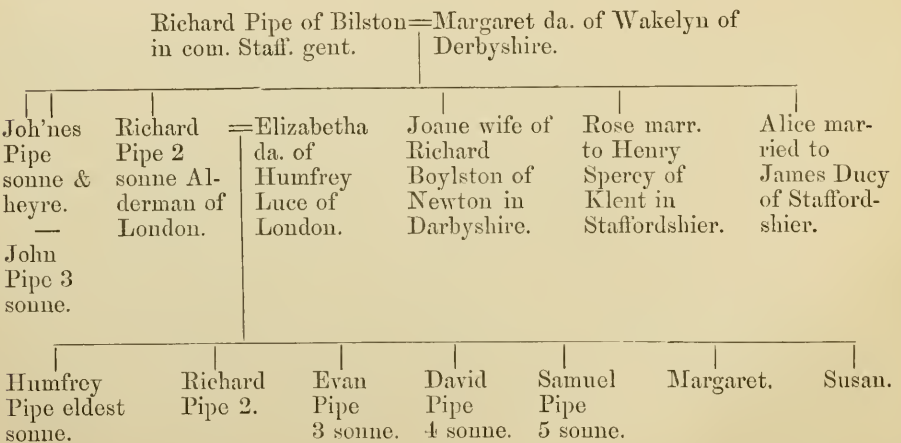 Richard Pipe of Bilston=Margaret da. of Wakelyn of
in com. Staff. gent.
Derbyshire.
Joh'nes
Pipe
sonne &
heyre.
—
John
Pipe 3
sonne.
Richard
Pipe 2
sonne Al-
derman of
London.
=Elizabetha
da. of
Humfrey
Luce of
London.
Joane wife of
Richard
Boylston of
Newton in
Darbyshire.
Rose marr.
to Henry
Spercy of
Klent in
Staffordshier.
Alice mar-
ried to
James Ducy
of Stafford-
shier.
Humfrey
Pipe eldest
sonne.
Richard
Pipe 2.
Evan
Pipe
3 sonne.
David
Pipe
4 sonne.
Samuel
Pipe
5 sonne.
Margaret.
Susan.